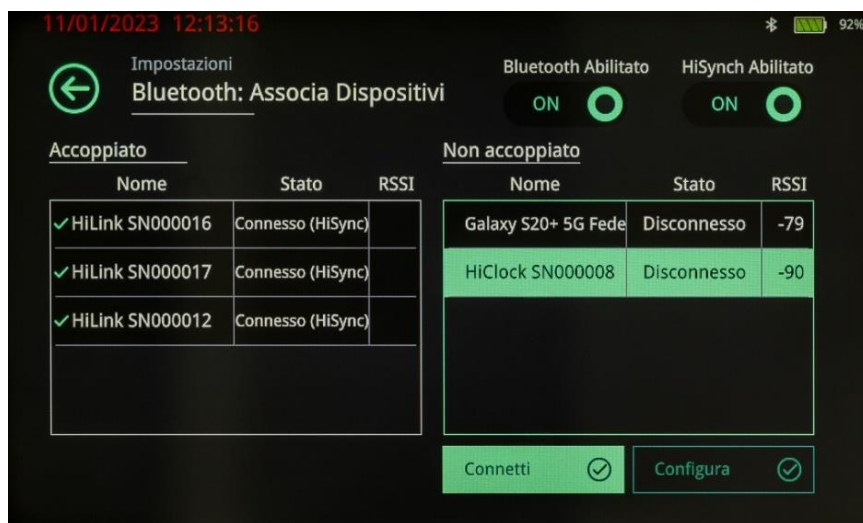 11/01/2023 12:13:16 92%
Impostazioni
Bluetooth: Associa Dispositivi
Bluetooth Abilitato
ON
HiSynch Abilitato
ON
Accoppiato
Nome Stato RSSI
HiLink SN000016 Connesso (HiSync)
HiLink SN000017 Connesso (HiSync)
HiLink SN000012 Connesso (HiSync)
Non accoppiato
Nome Stato RSSI
Galaxy S20+ 5G Fede Disconnesso -79
HiClock SN000008 Disconnesso -90
Connetti
Configura